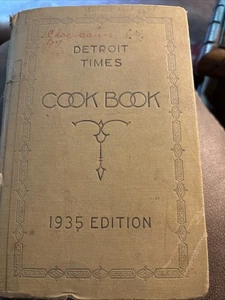 DETROIT
TIMES
COOK BOOK
1935 EDITION